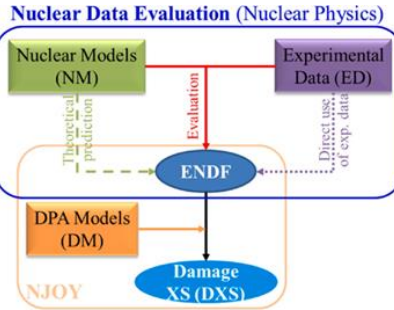 Nuclear Data Evaluation (Nuclear Physics)
Nuclear Models
(NM)
Experimental
Data (ED)
Theoretical
prediction
Evaluation
Direct use
of exp. data
ENDF
DPA Models
(DM)
Damage
XS (DXS)
NJOY